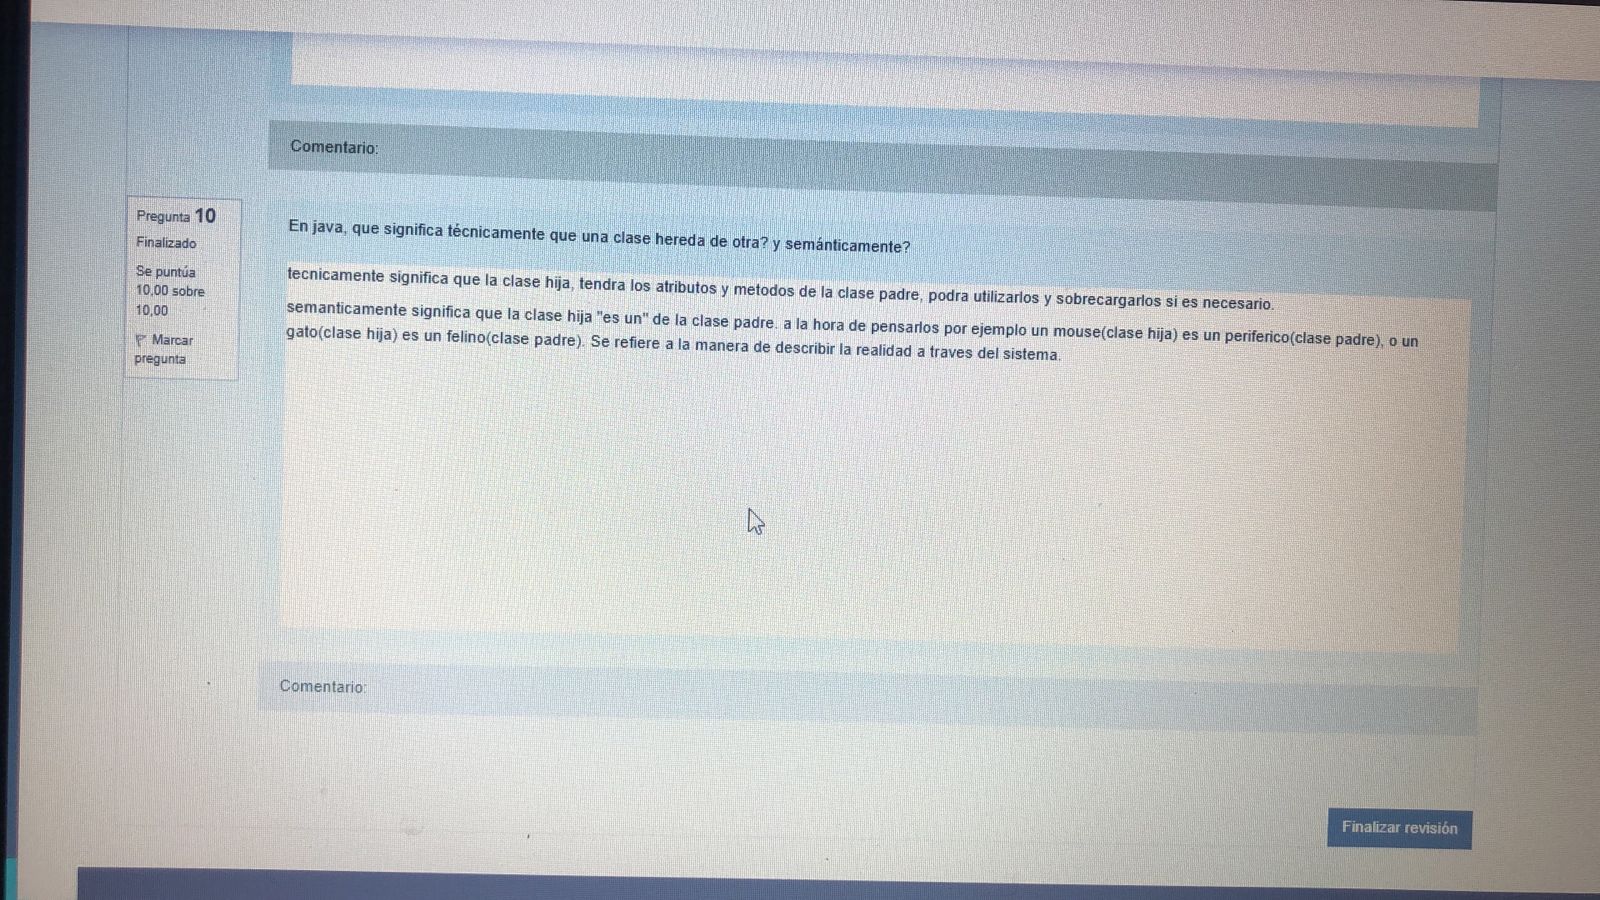 Comentario:
Pregunta 10
Finalizado
Se puntúa
10,00 sobre
10,00
Marcar
pregunta
En java, que significa técnicamente que una clase hereda de otra? y semánticamente?
tecnicamente significa que la clase hija, tendra los atributos y metodos de la clase padre, podra utilizarlos y sobrecargarlos si es necesario.
semanticamente significa que la clase hija "es un" de la clase padre. a la hora de pensarlos por ejemplo un mouse(clase hija) es un periferico(clase padre), o un
gato(clase hija) es un felino(clase padre). Se refiere a la manera de describir la realidad a traves del sistema.
Comentario:
Finalizar revisión